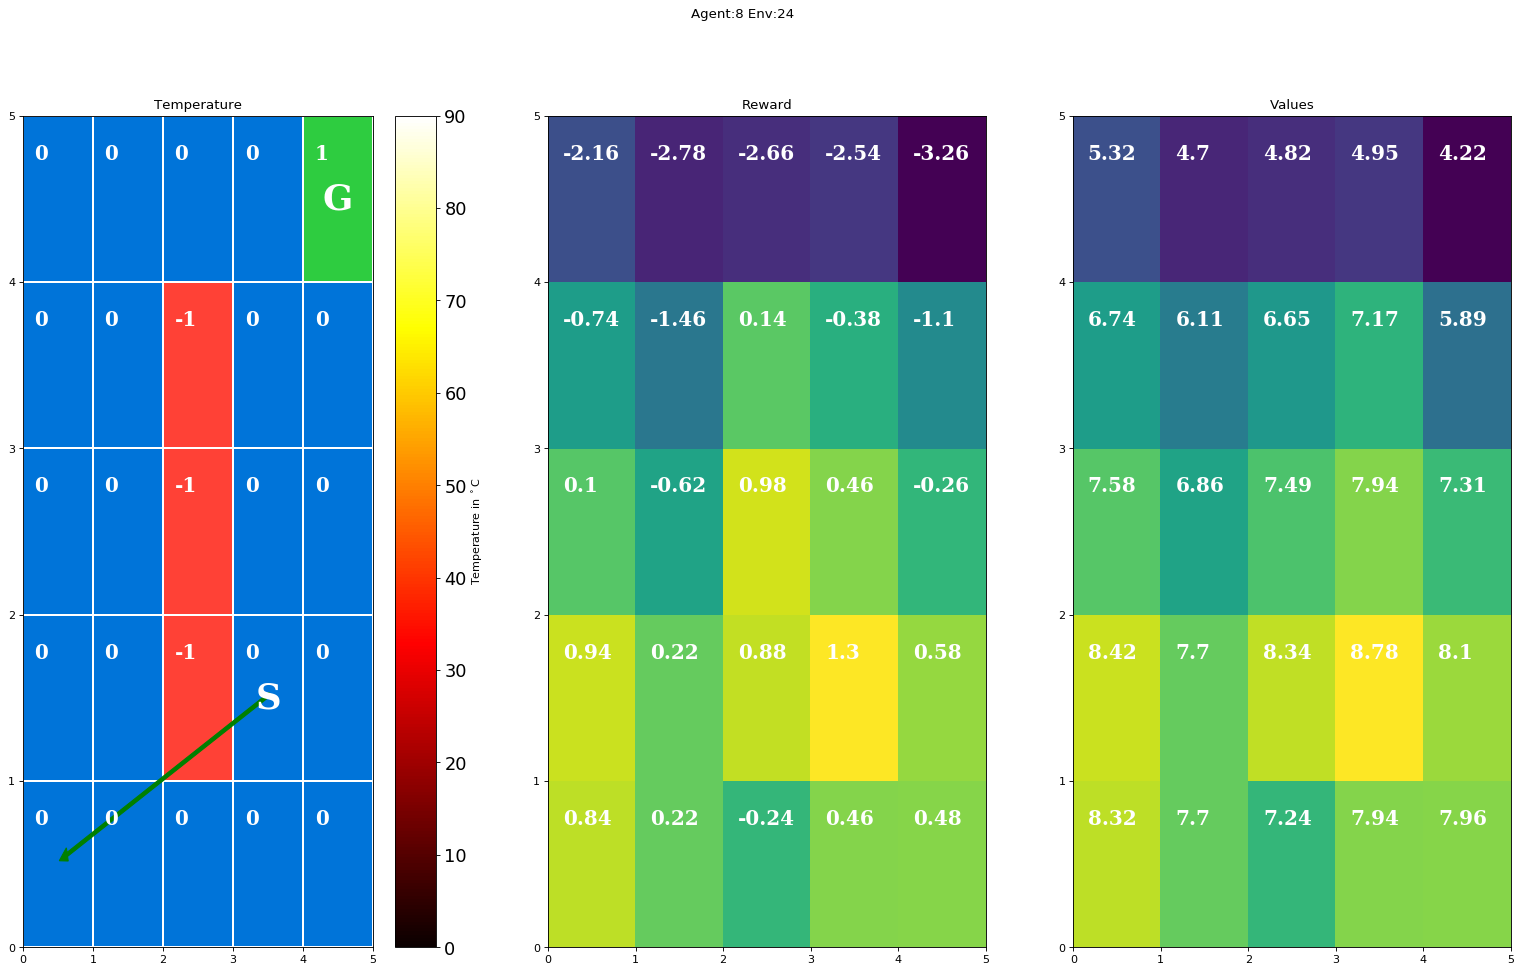 Agent:8 Env:24
Temperature
Reward
Values
5
0 0 0 0 1
G
4
0 0 -1 0 0
3
0 0 -1 0 0
2
0 0 -1 0 0
S
1
0 0 0 0 0
0
0 1 2 3 4 5
90
80
70
60
50
40
30
20
10
0
Temperature in °C
5
-2.16 -2.78 -2.66 -2.54 -3.26
4
-0.74 -1.46 0.14 -0.38 -1.1
3
0.1 -0.62 0.98 0.46 -0.26
2
0.94 0.22 0.88 1.3 0.58
1
0.84 0.22 -0.24 0.46 0.48
0
0 1 2 3 4 5
5
5.32 4.7 4.82 4.95 4.22
4
6.74 6.11 6.65 7.17 5.89
3
7.58 6.86 7.49 7.94 7.31
2
8.42 7.7 8.34 8.78 8.1
1
8.32 7.7 7.24 7.94 7.96
0
0 1 2 3 4 5